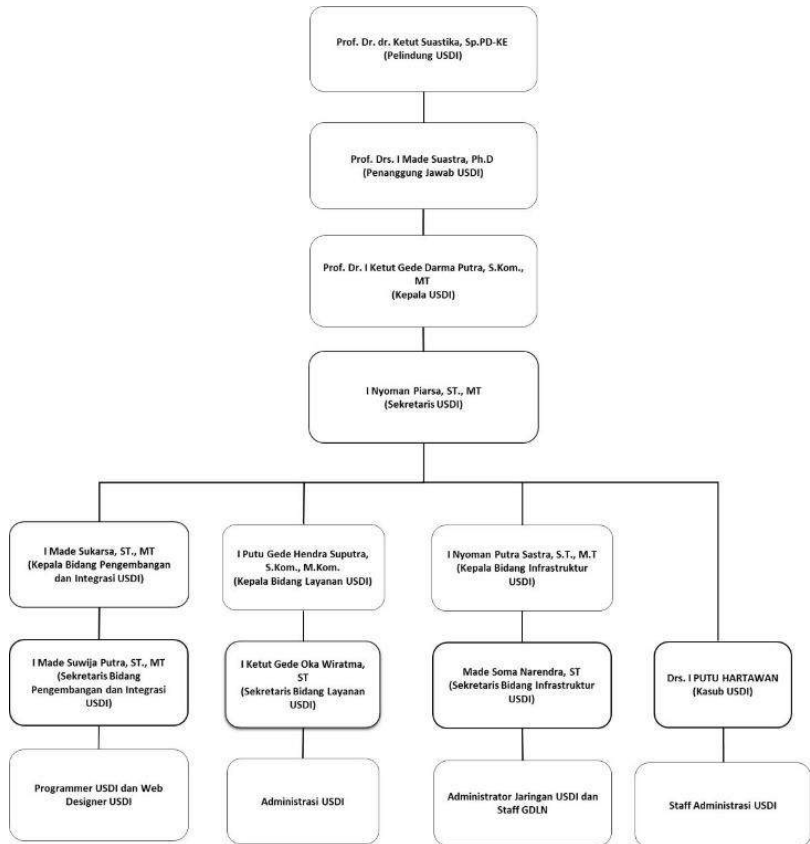 Prof. Dr. dr. Ketut Suastika, Sp.PD-KE
(Pelindung USDI)
Prof. Drs. I Made Suastra, Ph.D
(Penanggung Jawab USDI)
Prof. Dr. I Ketut Gede Darma Putra, S.Kom.,
MT
(Kepala USDI)
I Nyoman Piarsa, ST., MT
(Sekretaris USDI)
I Made Sukarsa, ST., MT
(Kepala Bidang Pengembangan
dan Integrasi USDI)
I Putu Gede Hendra Suputra,
S.Kom., M.Kom.
(Kepala Bidang Layanan USDI)
I Nyoman Putra Sastra, S.T., M.T
(Kepala Bidang Infrastruktur
USDI)
I Made Suwija Putra, ST., MT
(Sekretaris Bidang
Pengembangan dan Integrasi
USDI)
I Ketut Gede Oka Wiratma,
ST
(Sekretaris Bidang Layanan
USDI)
Made Soma Narendra, ST
(Sekretaris Bidang Infrastruktur
USDI)
Drs. I PUTU HARTAWAN
(Kasub USDI)
Programmer USDI dan Web
Designer USDI
Administrasi USDI
Administrator Jaringan USDI dan
Staff GDLN
Staff Administrasi USDI